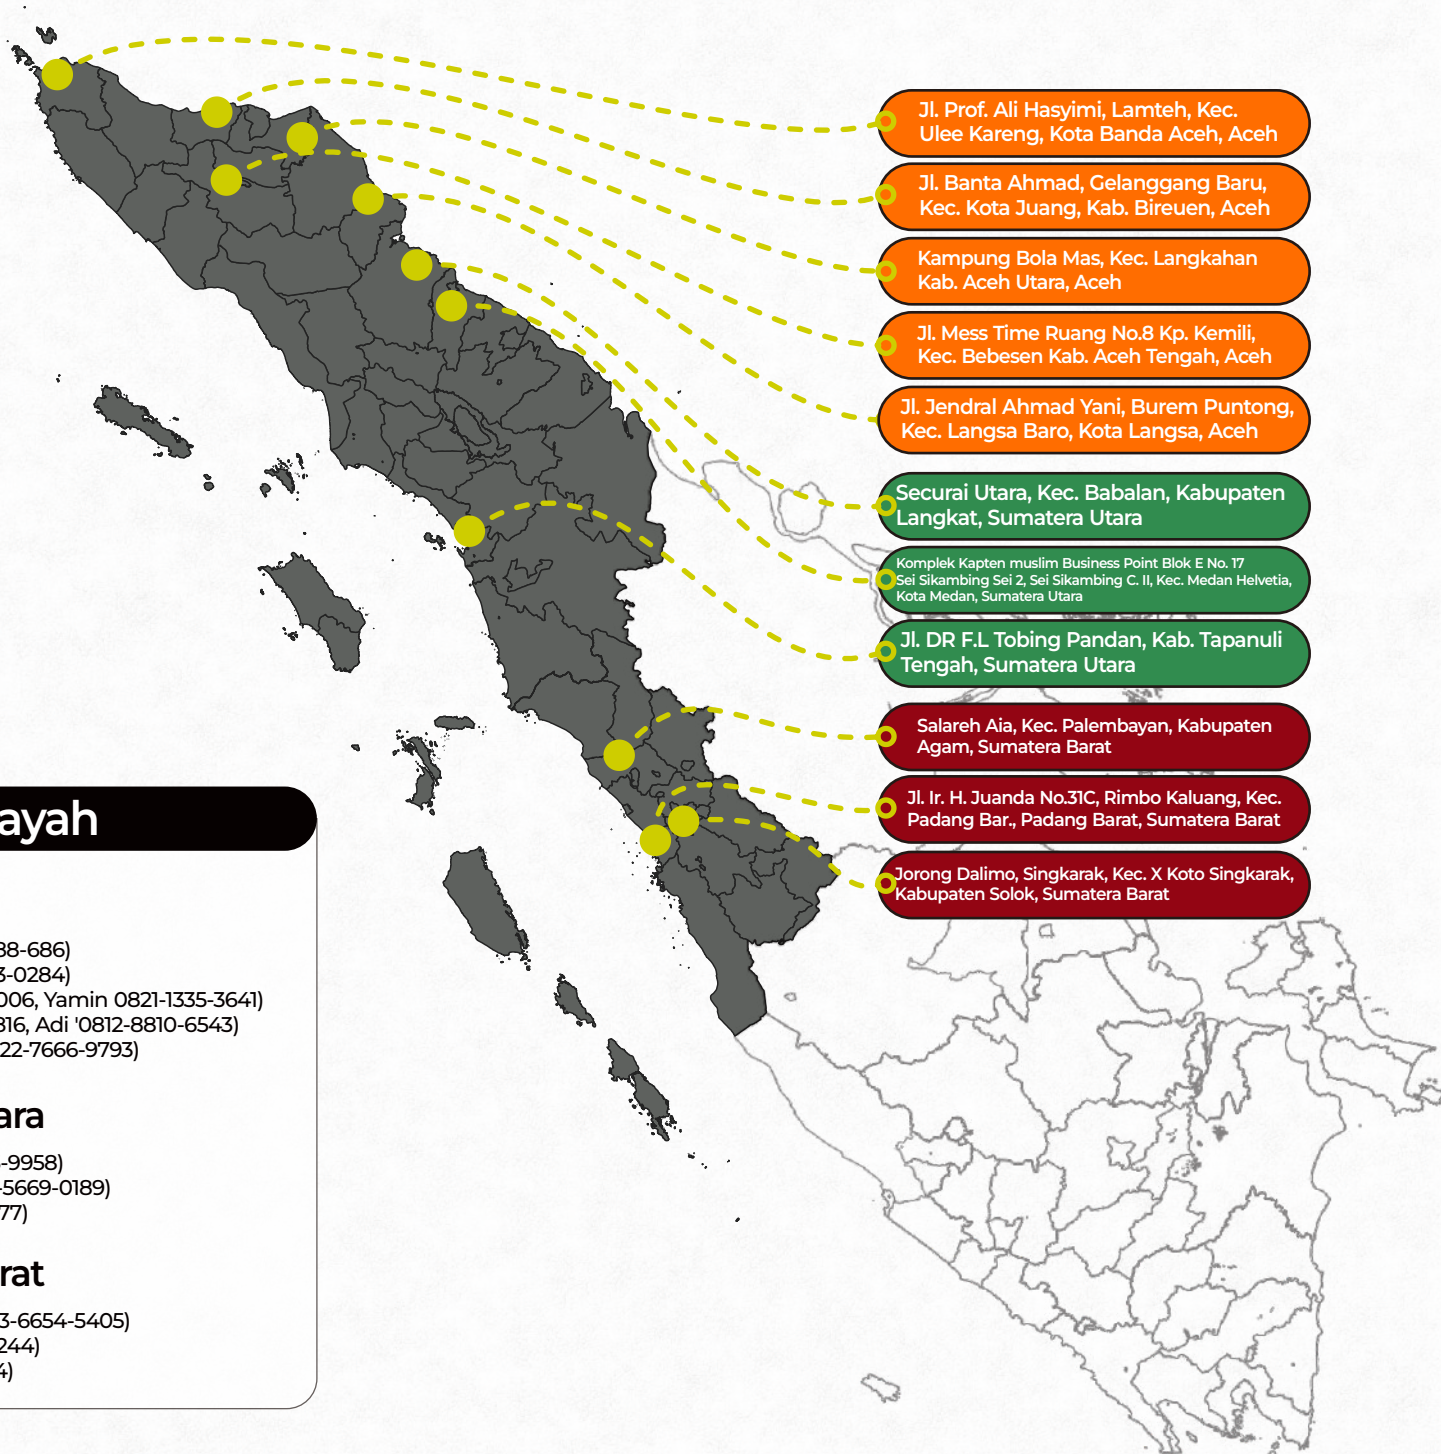 Jl. Prof. Ali Hasyimi, Lamteh, Kec.
Ulee Kareng, Kota Banda Aceh, Aceh
Jl. Banta Ahmad, Gelanggang Baru,
Kec. Kota Juang, Kab. Bireuen, Aceh
Kampung Bola Mas, Kec. Langkahan
Kab. Aceh Utara, Aceh
Jl. Mess Time Ruang No.8 Kp. Kemili,
Kec. Bebesen Kab. Aceh Tengah, Aceh
Jl. Jendral Ahmad Yani, Burem Puntong,
Kec. Langsa Baro, Kota Langsa, Aceh
Securai Utara, Kec. Babalan, Kabupaten
Langkat, Sumatera Utara
Komplek Kapten muslim Business Point Blok E No. 17
Sei Sikambing Sei 2, Sei Sikambing C. II, Kec. Medan Helvetia,
Kota Medan, Sumatera Utara
Jl. DR F.L Tobing Pandan, Kab. Tapanuli
Tengah, Sumatera Utara
Salareh Aia, Kec. Palembayan, Kabupaten
Agam, Sumatera Barat
Jl. Ir. H. Juanda No.31C, Rimbo Kaluang, Kec.
Padang Bar., Padang Barat, Sumatera Barat
Jorong Dalimo, Singkarak, Kec. X Koto Singkarak,
Kabupaten Solok, Sumatera Barat
ayah
88-686)
3-0284)
006, Yamin 0821-1335-3641)
816, Adi '0812-8810-6543)
22-7666-9793)
ara
-9958)
-5669-0189)
77)
rat
3-6654-5405)
244)
4)